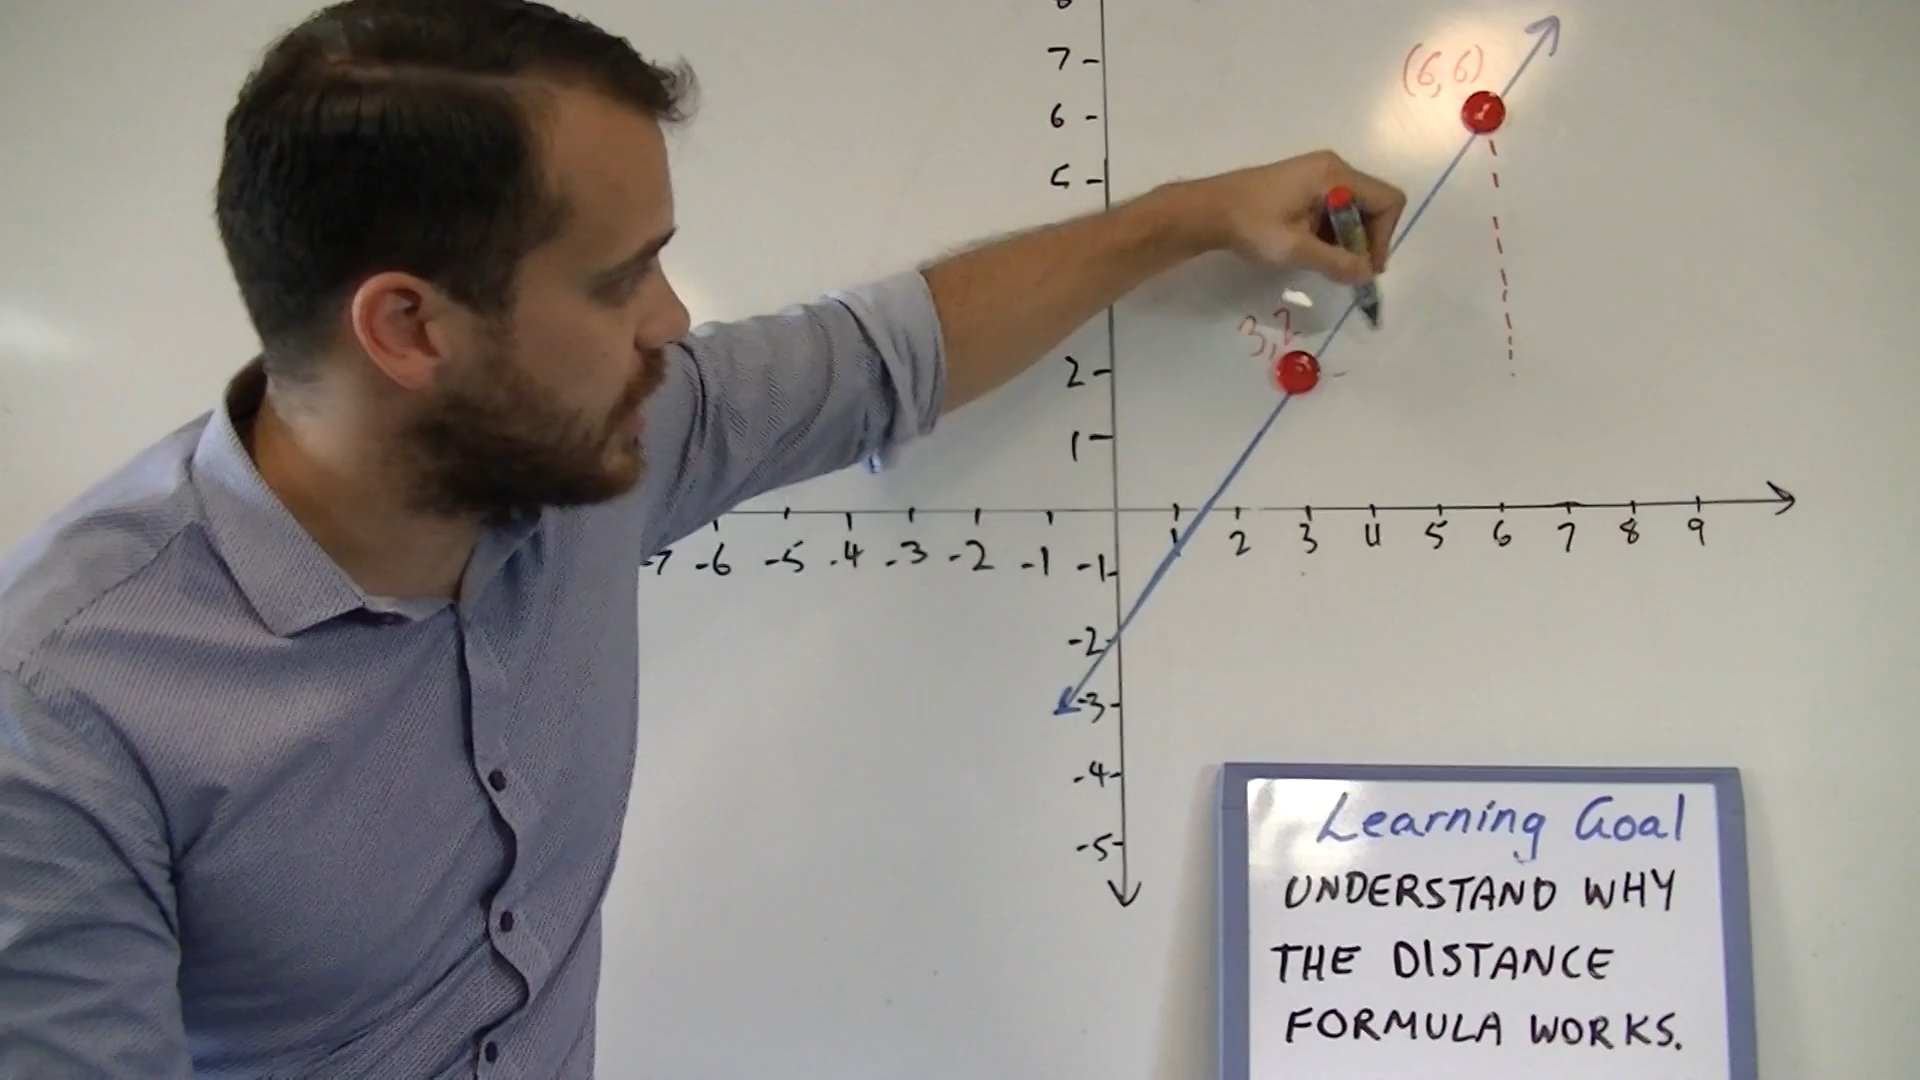 8
7
(6,6)
6
5
3,2
2
1
-7 -6 -5 -4 -3 -2 -1 -1 1 2 3 4 5 6 7 8 9
-2
-3
-4
-5
Learning Goal
UNDERSTAND WHY
THE DISTANCE
FORMULA WORKS.